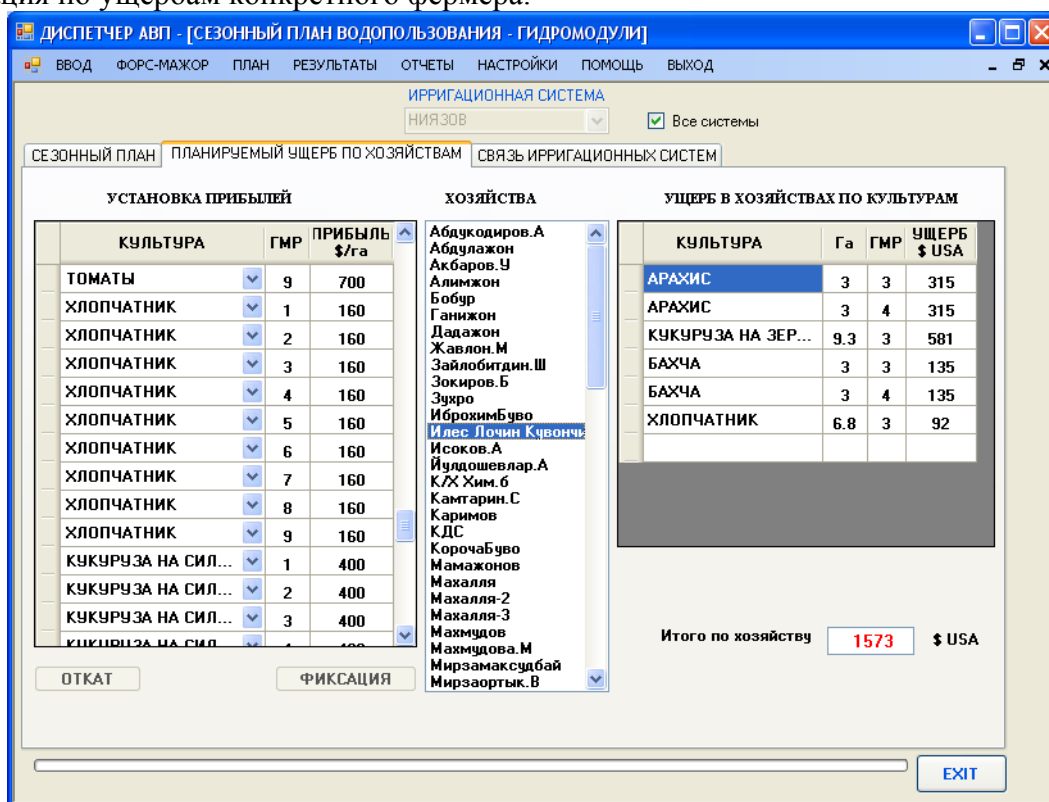 ция по ущербам конкретного фермера.
ДИСПЕТЧЕР АВП - [СЕЗОННЫЙ ПЛАН ВОДОПОЛЬЗОВАНИЯ - ГИДРОМОДУЛИ]
ВВОД ФОРС-МАЖОР ПЛАН РЕЗУЛЬТАТЫ ОТЧЕТЫ НАСТРОЙКИ ПОМОЩЬ ВЫХОД
ИРРИГАЦИОННАЯ СИСТЕМА
НИЯЗОВ
Все системы
СЕЗОННЫЙ ПЛАН ПЛАНИРУЕМЫЙ УЩЕРБ ПО ХОЗЯЙСТВАМ СВЯЗЬ ИРРИГАЦИОННЫХ СИСТЕМ
УСТАНОВКА ПРИБЫЛЕЙ
КУЛЬТУРА ГМР ПРИБЫЛЬ $/га
ТОМАТЫ 9 700
ХЛОПЧАТНИК 1 160
ХЛОПЧАТНИК 2 160
ХЛОПЧАТНИК 3 160
ХЛОПЧАТНИК 4 160
ХЛОПЧАТНИК 5 160
ХЛОПЧАТНИК 6 160
ХЛОПЧАТНИК 7 160
ХЛОПЧАТНИК 8 160
ХЛОПЧАТНИК 9 160
КУКУРУЗА НА СИЛ... 1 400
КУКУРУЗА НА СИЛ... 2 400
КУКУРУЗА НА СИЛ... 3 400
КУКУРУЗА НА СИЛ... 4 400
ОТКАТ ФИКСАЦИЯ
ХОЗЯЙСТВА
Абдукодиров.А
Абдулажон
Акбаров.У
Алимжон
Бобур
Ганижон
Дадажон
Жавлон.М
Зайлобитдин.Ш
Зокиров.Б
Зухро
ИброхимБуво
Илес Лочин Кувончи
Исоков.А
Йулдошевлар.А
К/Х Хим.б
Камтарин.С
Каримов
КДС
КорочаБуво
Мамажонов
Махалля
Махалля-2
Махалля-3
Махмудов
Махмудова.М
Мирзамаксудбай
Мирзаортык.В
УЩЕРБ В ХОЗЯЙСТВАХ ПО КУЛЬТУРАМ
КУЛЬТУРА Га ГМР УЩЕРБ $ USA
АРАХИС 3 3 315
АРАХИС 3 4 315
КУКУРУЗА НА ЗЕР... 9.3 3 581
БАХЧА 3 3 135
БАХЧА 3 4 135
ХЛОПЧАТНИК 6.8 3 92
Итого по хозяйству 1573 $ USA
EXIT